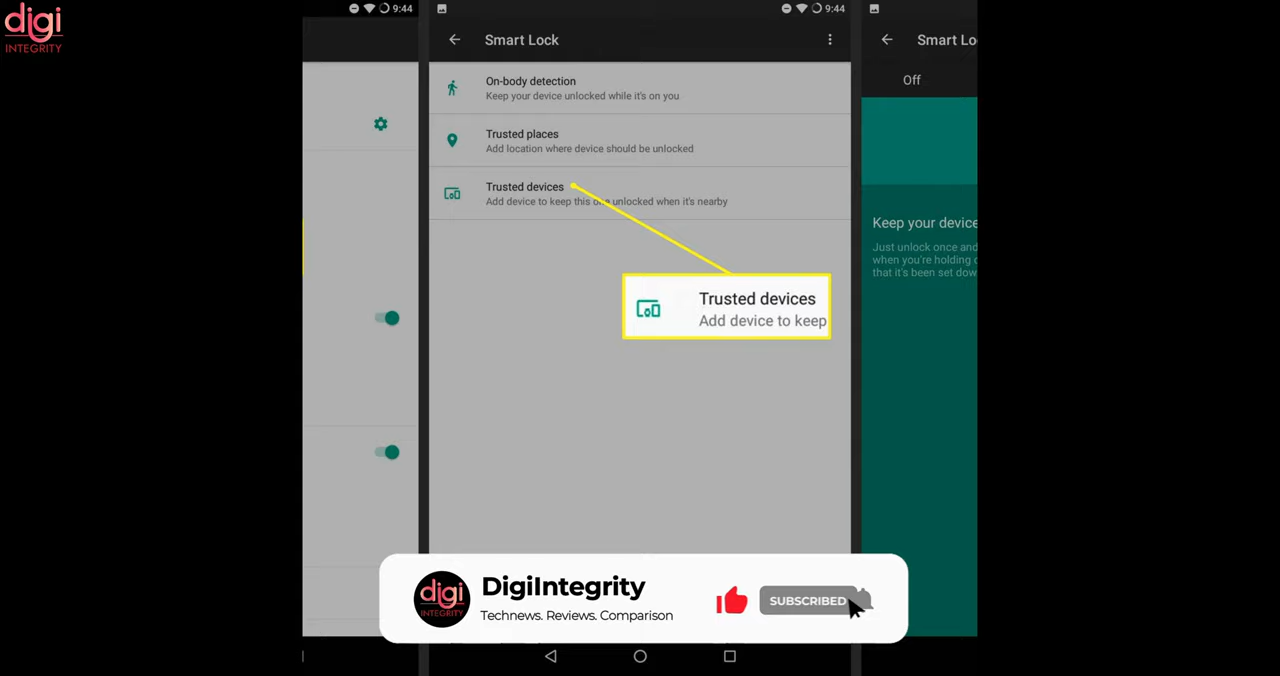 digi
INTEGRITY
9:44
9:44
Smart Lock
Smart Lo
Off
On-body detection
Keep your device unlocked while it's on you
Trusted places
Add location where device should be unlocked
Trusted devices
Add device to keep this one unlocked when it's nearby
Trusted devices
Add device to keep
Keep your device
Just unlock once and
when you're holding
that it's been set dow
digi
INTEGRITY
DigiIntegrity
Technews. Reviews. Comparison
SUBSCRIBED